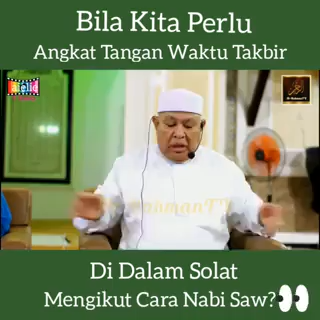 Bila Kita Perlu
Angkat Tangan Waktu Takbir
Di Dalam Solat
Mengikut Cara Nabi Saw?